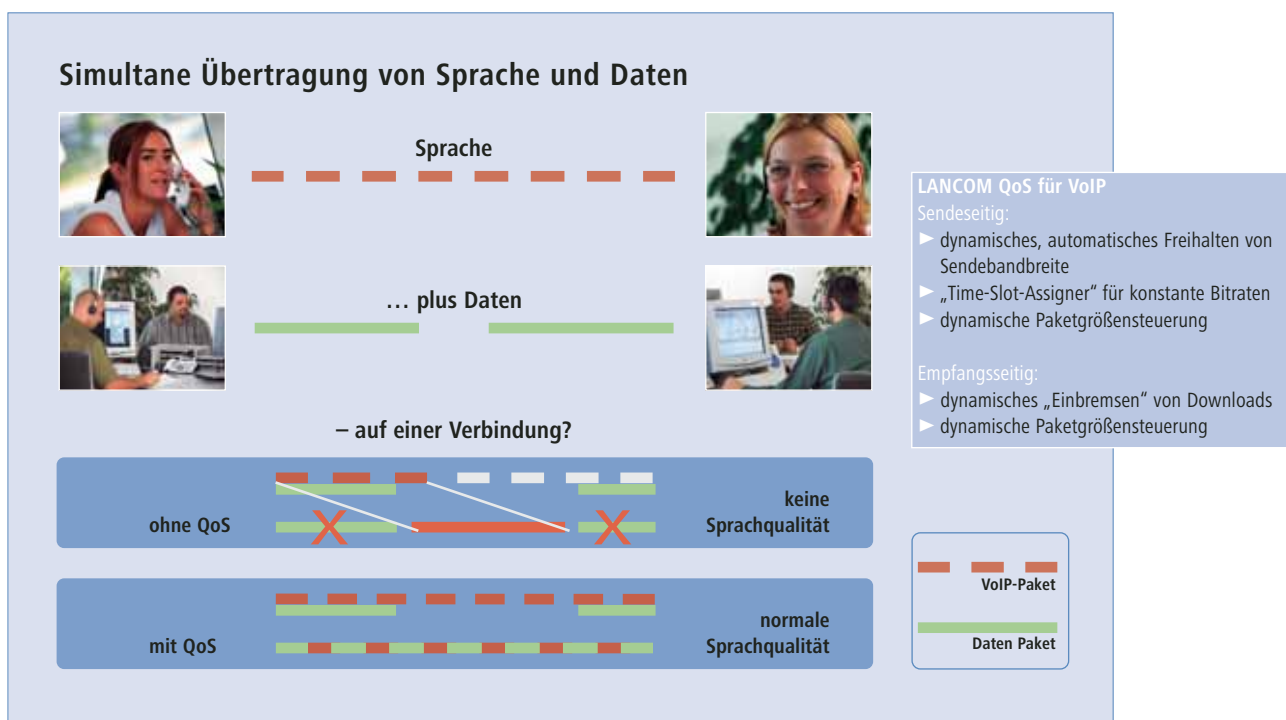 Simultane Übertragung von Sprache und Daten
Sprache
… plus Daten
– auf einer Verbindung?
ohne QoS
keine
Sprachqualität
mit QoS
normale
Sprachqualität
LANCOM QoS für VoIP
Sendeseitig:
► dynamisches, automatisches Freihalten von
Sendebandbreite
► „Time-Slot-Assigner“ für konstante Bitraten
► dynamische Paketgrößensteuerung
Empfangsseitig:
► dynamisches „Einbremsen“ von Downloads
► dynamische Paketgrößensteuerung
VoIP-Paket
Daten Paket